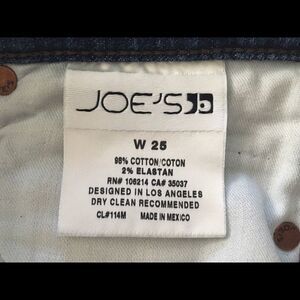 JOE'S
W 25
98% COTTON/COTON
2% ELASTAN
RN# 106214 CA# 35037
DESIGNED IN LOS ANGELES
DRY CLEAN RECOMMENDED
CL#114M MADE IN MEXICO